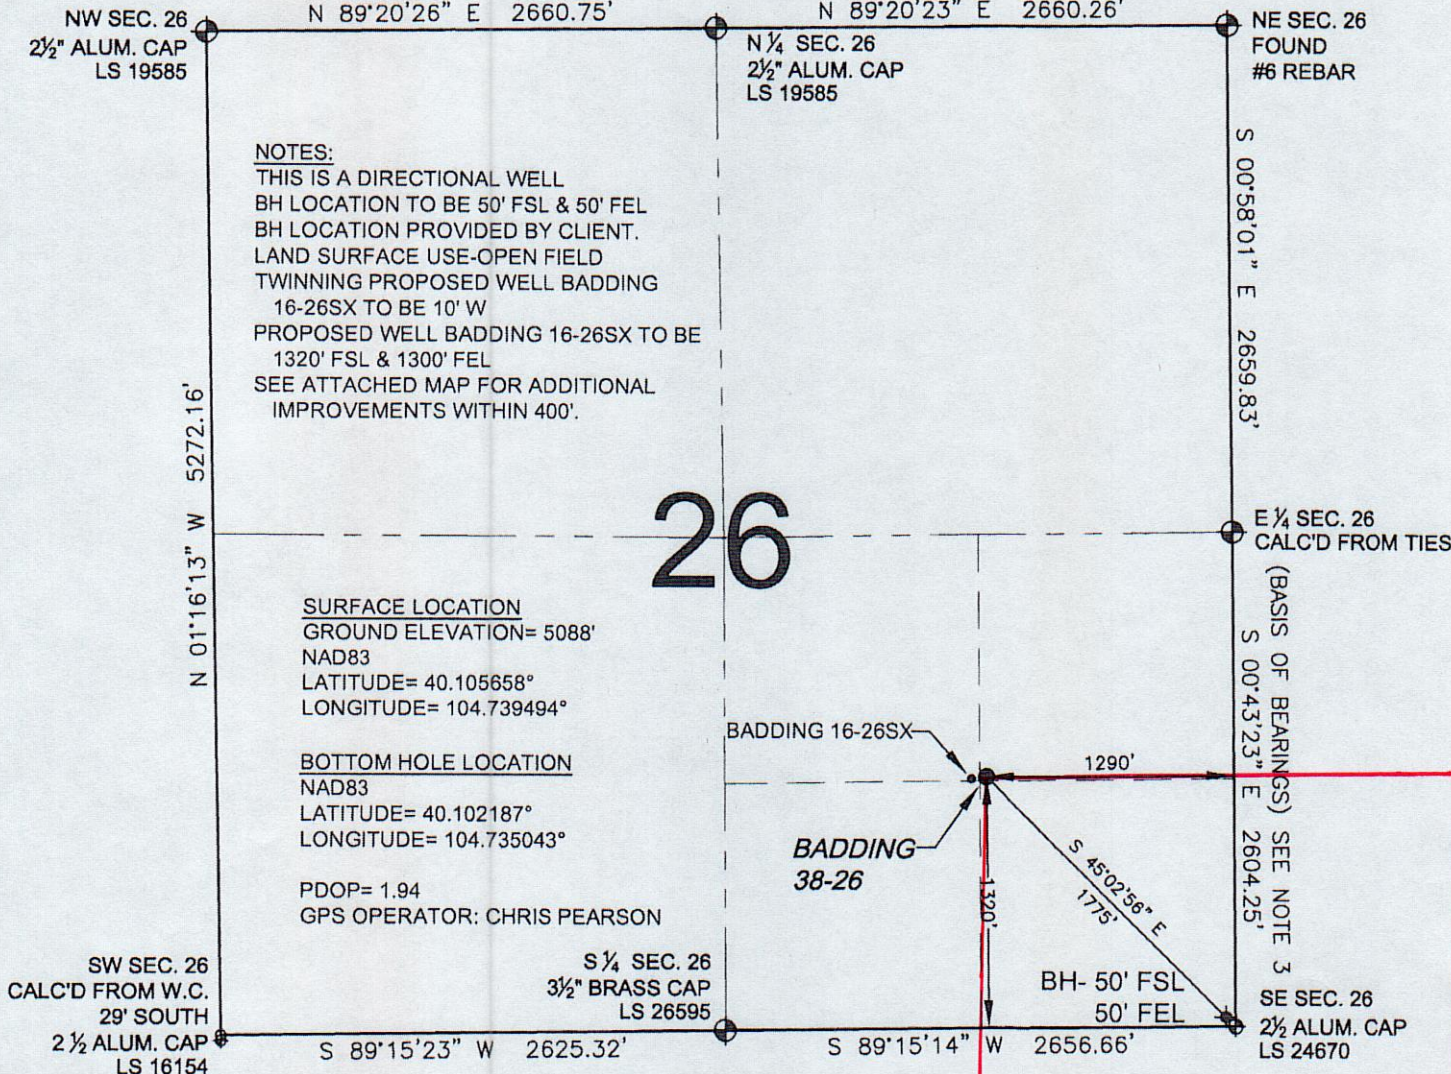 NW SEC. 26
2½" ALUM. CAP
LS 19585
N 89°20'26" E 2660.75'
N 89°20'23" E 2660.26'
N ¼ SEC. 26
2½" ALUM. CAP
LS 19585
NE SEC. 26
FOUND
#6 REBAR
NOTES:
THIS IS A DIRECTIONAL WELL
BH LOCATION TO BE 50' FSL & 50' FEL
BH LOCATION PROVIDED BY CLIENT.
LAND SURFACE USE-OPEN FIELD
TWINNING PROPOSED WELL BADDING
16-26SX TO BE 10' W
PROPOSED WELL BADDING 16-26SX TO BE
1320' FSL & 1300' FEL
SEE ATTACHED MAP FOR ADDITIONAL
IMPROVEMENTS WITHIN 400'.
S 00°58'01" E 2659.83'
N 01°16'13" W 5272.16'
26
E ¼ SEC. 26
CALC'D FROM TIES
(BASIS OF BEARINGS) SEE NOTE 3
S 00°43'23" E 2604.25'
SURFACE LOCATION
GROUND ELEVATION= 5088'
NAD83
LATITUDE= 40.105658°
LONGITUDE= 104.739494°
BOTTOM HOLE LOCATION
NAD83
LATITUDE= 40.102187°
LONGITUDE= 104.735043°
PDOP= 1.94
GPS OPERATOR: CHRIS PEARSON
BADDING 16-26SX
1290'
BADDING
38-26
1320'
S 45°02'56" E
1775'
BH- 50' FSL
50' FEL
SW SEC. 26
CALC'D FROM W.C.
29' SOUTH
2 ½ ALUM. CAP
LS 16154
S ¼ SEC. 26
3½" BRASS CAP
LS 26595
S 89°15'23" W 2625.32'
S 89°15'14" W 2656.66'
SE SEC. 26
2½ ALUM. CAP
LS 24670